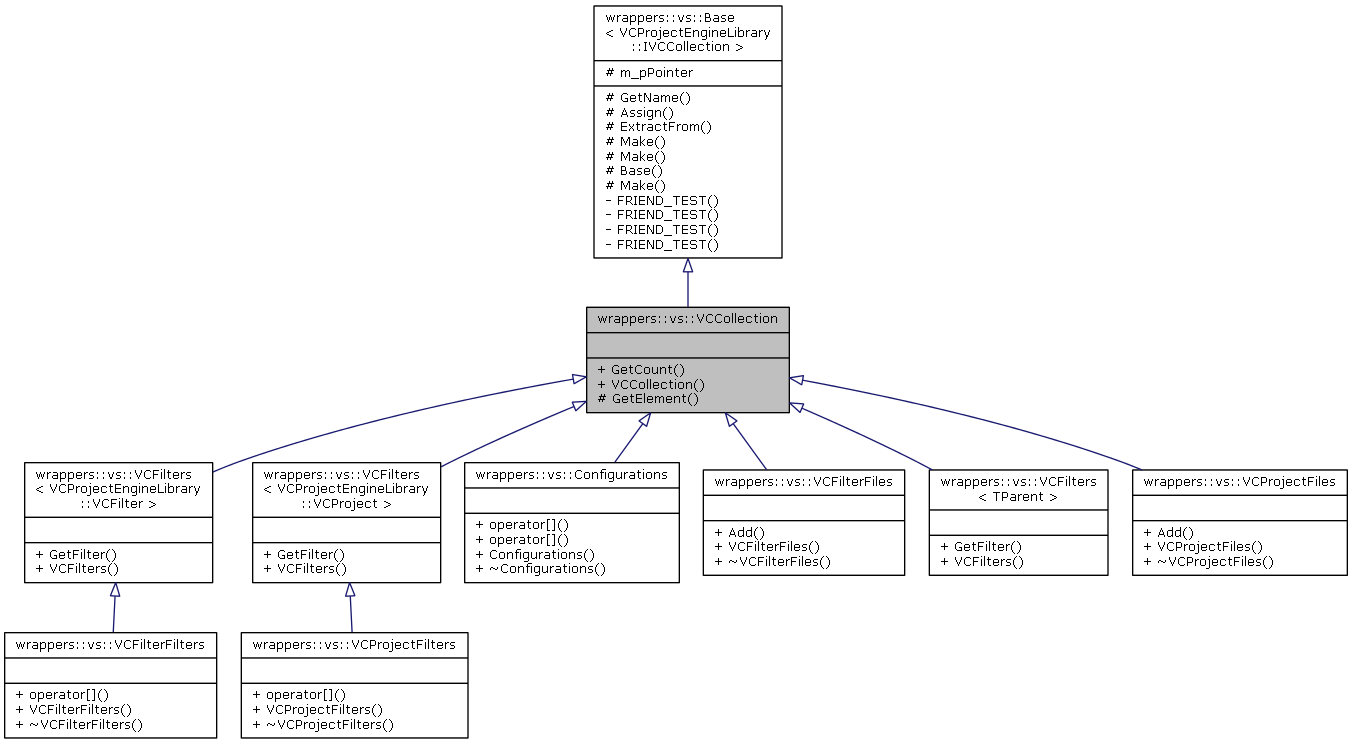 wrappers::vs::Base
< VCProjectEngineLibrary
::IVCCollection >
# m_pPointer
# GetName()
# Assign()
# ExtractFrom()
# Make()
# Make()
# Base()
# Make()
- FRIEND_TEST()
- FRIEND_TEST()
- FRIEND_TEST()
- FRIEND_TEST()
wrappers::vs::VCCollection
+ GetCount()
+ VCCollection()
# GetElement()
wrappers::vs::VCFilters
< VCProjectEngineLibrary
::VCFilter >
+ GetFilter()
+ VCFilters()
wrappers::vs::VCFilters
< VCProjectEngineLibrary
::VCProject >
+ GetFilter()
+ VCFilters()
wrappers::vs::Configurations
+ operator[]()
+ operator[]()
+ Configurations()
+ ~Configurations()
wrappers::vs::VCFilterFiles
+ Add()
+ VCFilterFiles()
+ ~VCFilterFiles()
wrappers::vs::VCFilters
< TParent >
+ GetFilter()
+ VCFilters()
wrappers::vs::VCProjectFiles
+ Add()
+ VCProjectFiles()
+ ~VCProjectFiles()
wrappers::vs::VCFilterFilters
+ operator[]()
+ VCFilterFilters()
+ ~VCFilterFilters()
wrappers::vs::VCProjectFilters
+ operator[]()
+ VCProjectFilters()
+ ~VCProjectFilters()